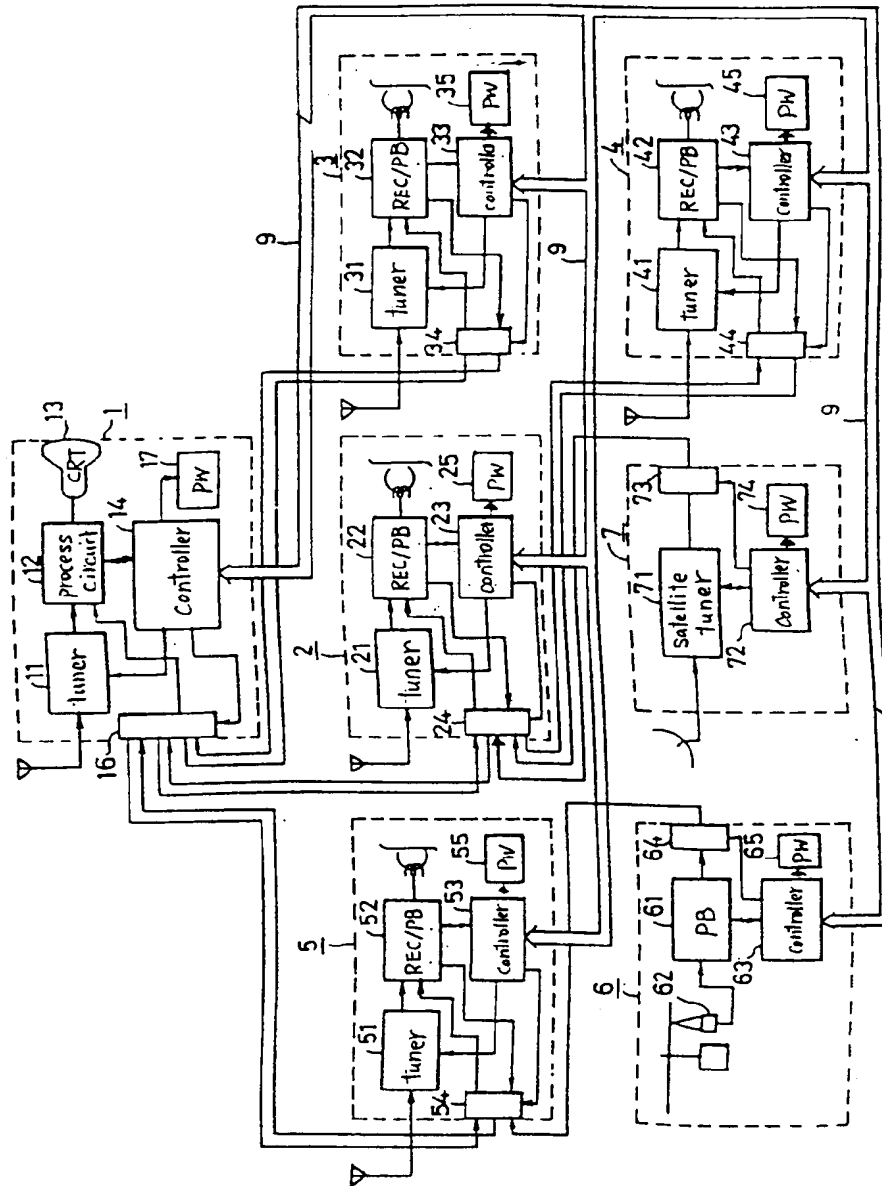 1
11
tuner
12
process
circuit
13
CRT
14
controller
16
17
PW
9
2
21
tuner
22
REC/PB
23
controller
24
25
PW
3
31
tuner
32
REC/PB
33
controller
34
35
PW
9
5
51
tuner
52
REC/PB
53
controller
54
55
PW
4
41
tuner
42
REC/PB
43
controller
44
45
PW
9
7
71
satellite
tuner
72
controller
73
74
PW
6
61
PB
62
63
controller
64
65
PW